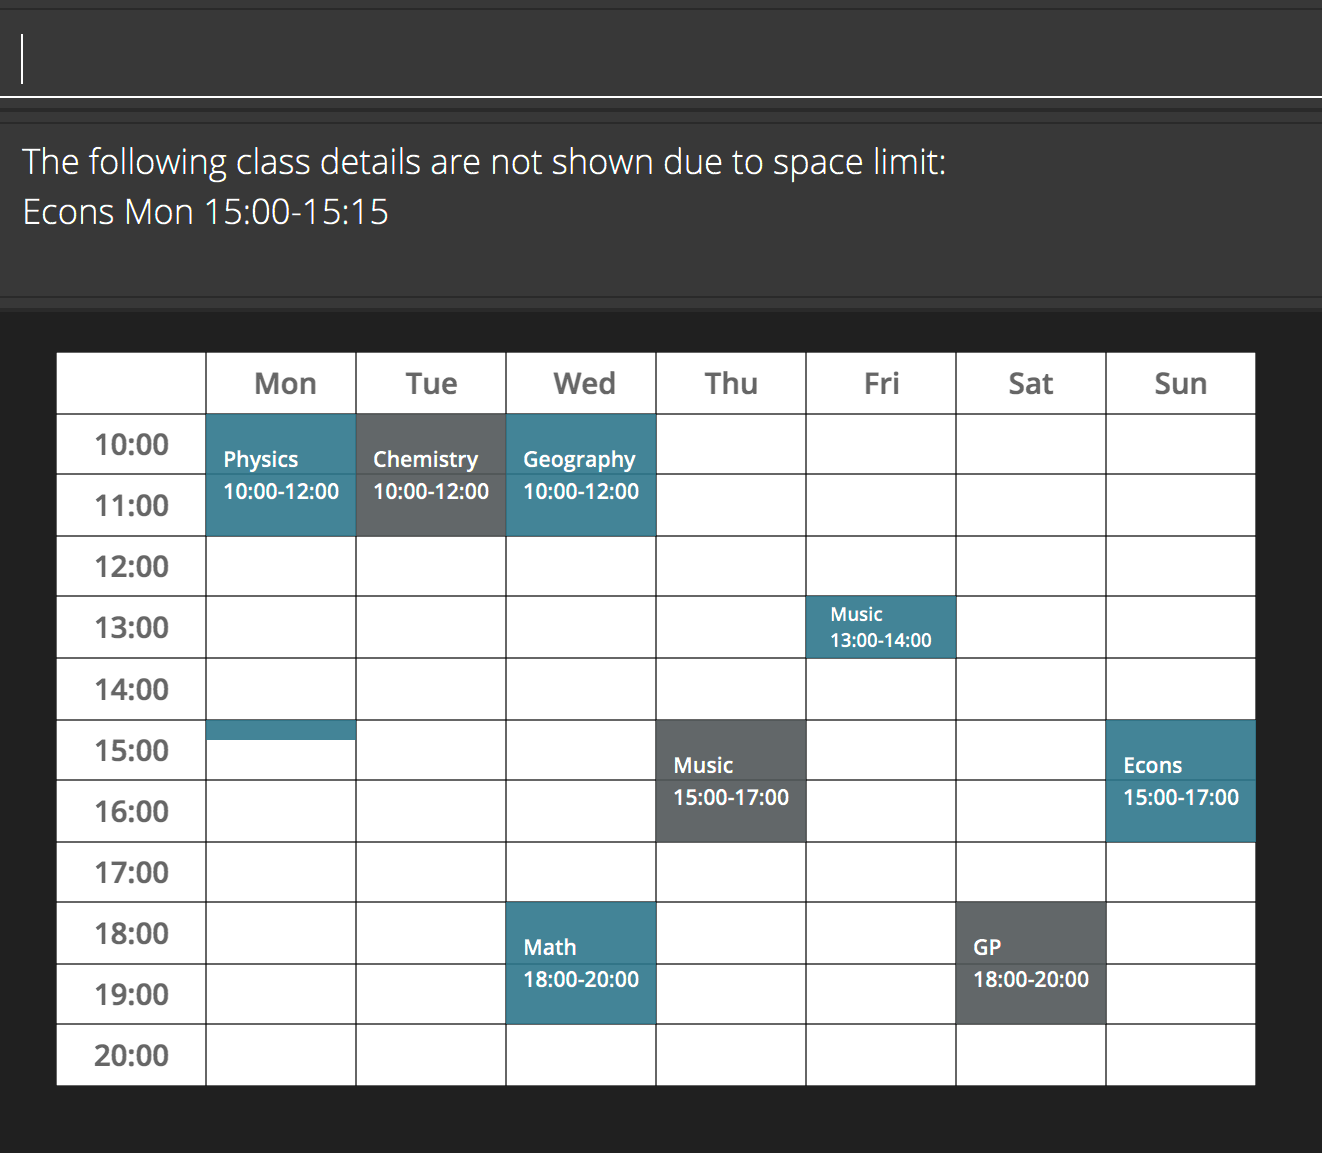 The following class details are not shown due to space limit:
Econs Mon 15:00-15:15
Mon Tue Wed Thu Fri Sat Sun
10:00
Physics
10:00-12:00
Chemistry
10:00-12:00
Geography
10:00-12:00
11:00
12:00
13:00
Music
13:00-14:00
14:00
15:00
Music
15:00-17:00
Econs
15:00-17:00
16:00
17:00
18:00
Math
18:00-20:00
GP
18:00-20:00
19:00
20:00